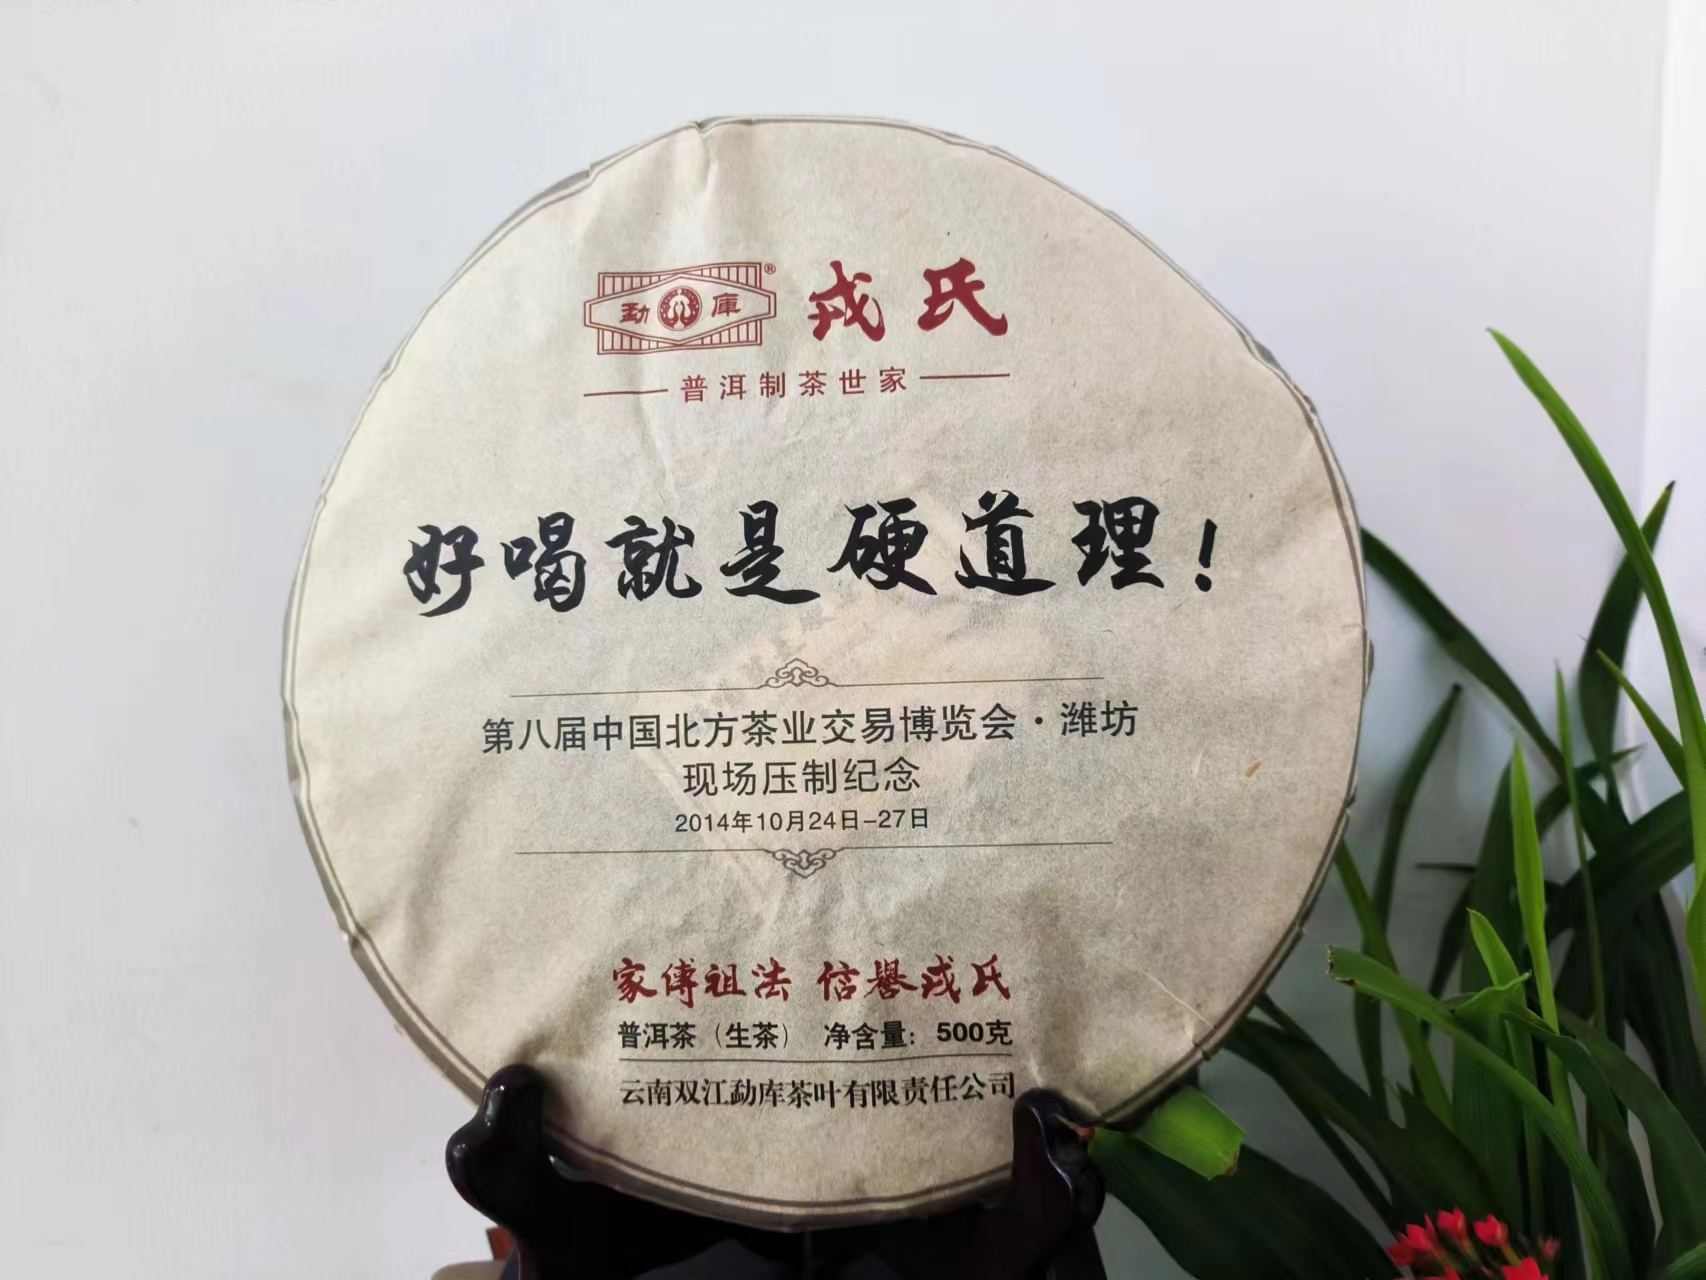 勐库® 戎氏
普洱制茶世家
好喝就是硬道理！
第八届中国北方茶业交易博览会·潍坊
现场压制纪念
2014年10月24日-27日
家傳祖法 信譽戎氏
普洱茶（生茶） 净含量：500克
云南双江勐库茶叶有限责任公司